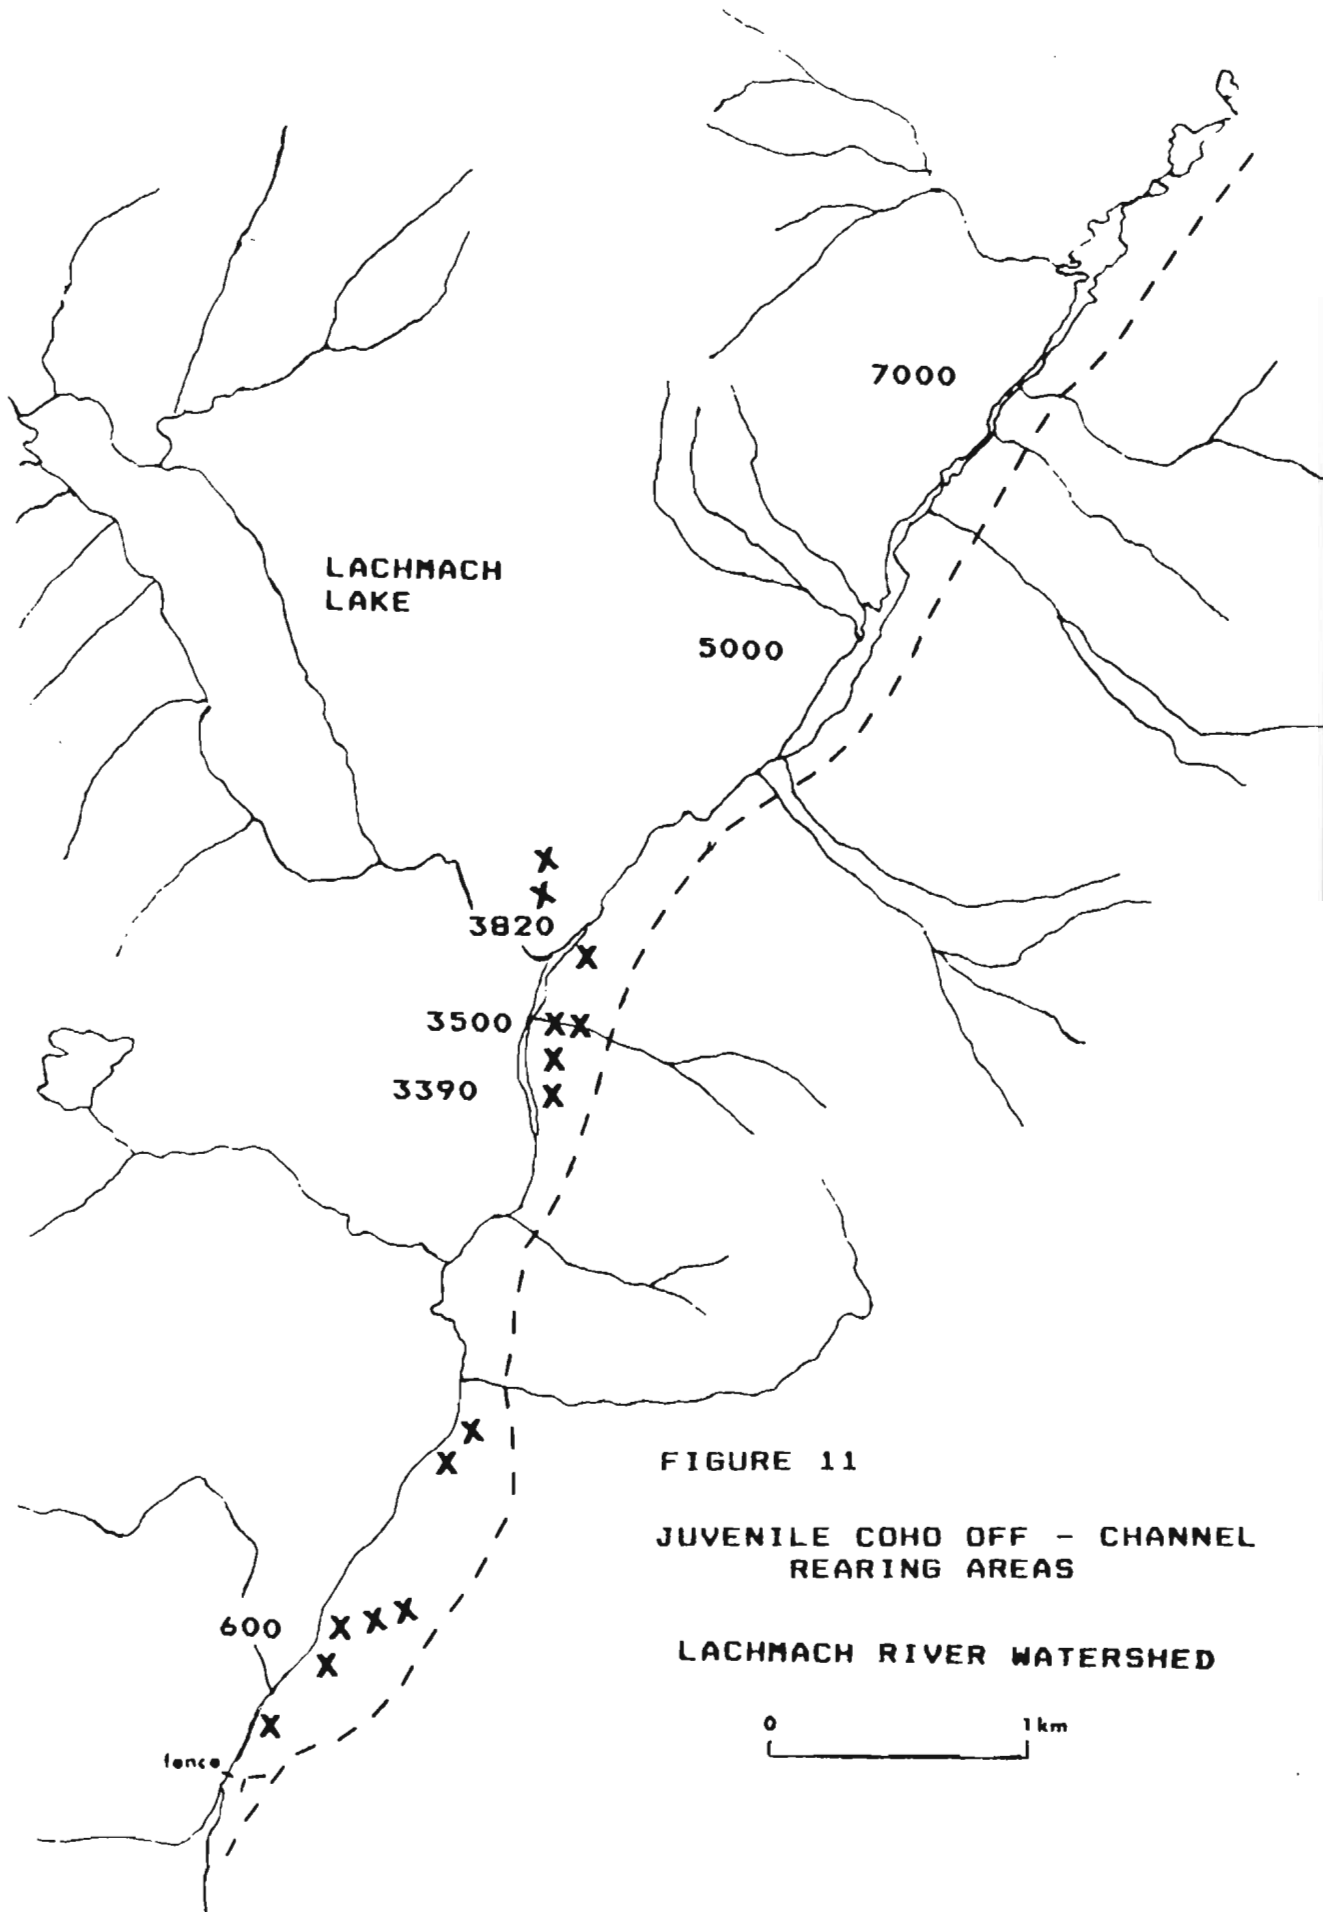 7000
LACHMACH
LAKE
5000
X
X
3820
X
3500 XX
X
3390 X
X
X
FIGURE 11
JUVENILE COHO OFF - CHANNEL
REARING AREAS
600 X X X
X
LACHMACH RIVER WATERSHED
X
0 1km
fence